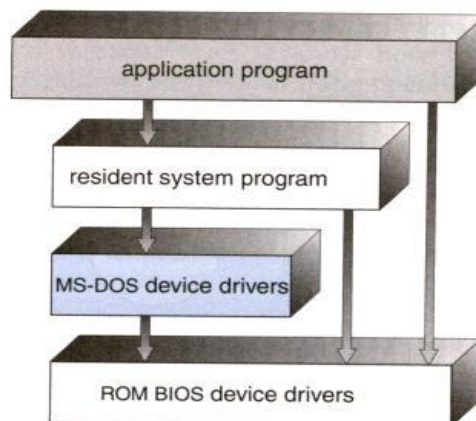 application program
resident system program
MS-DOS device drivers
ROM BIOS device drivers